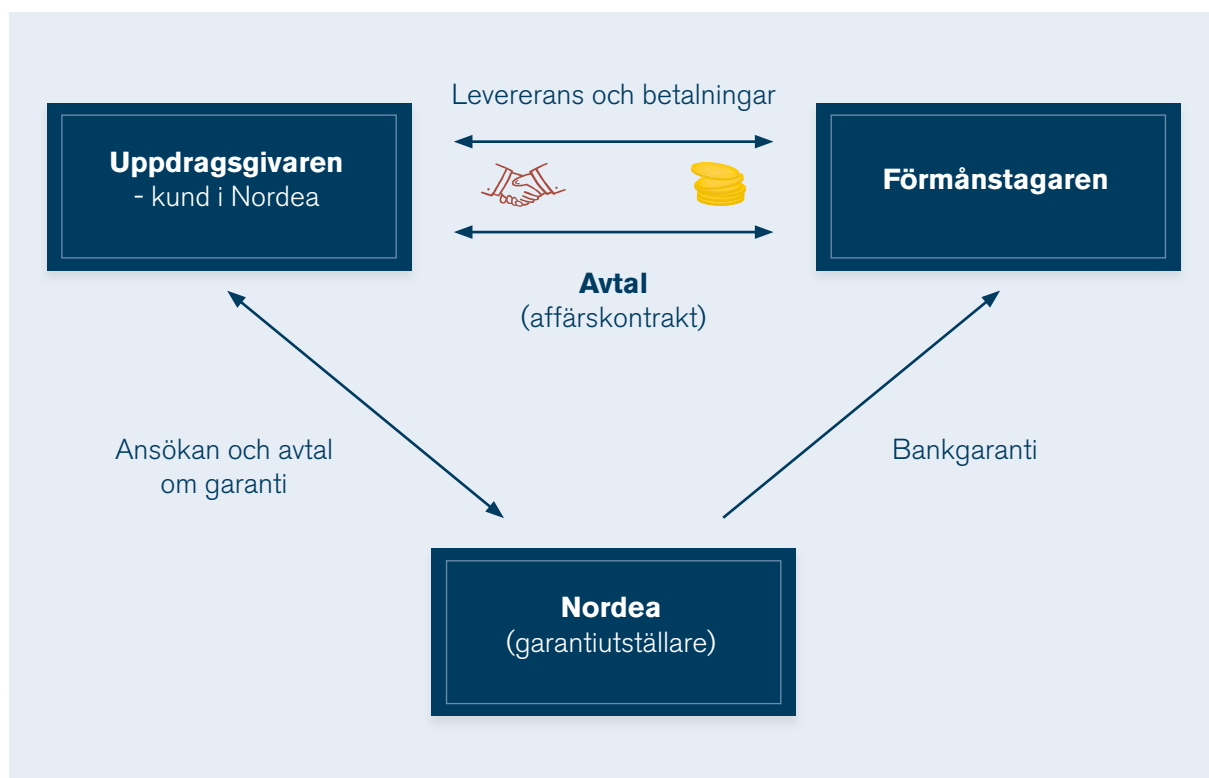 Levererans och betalningar
Uppdragsgivaren
- kund i Nordea
Förmånstagaren
Avtal
(affärskontrakt)
Ansökan och avtal
om garanti
Bankgaranti
Nordea
(garantiutställare)